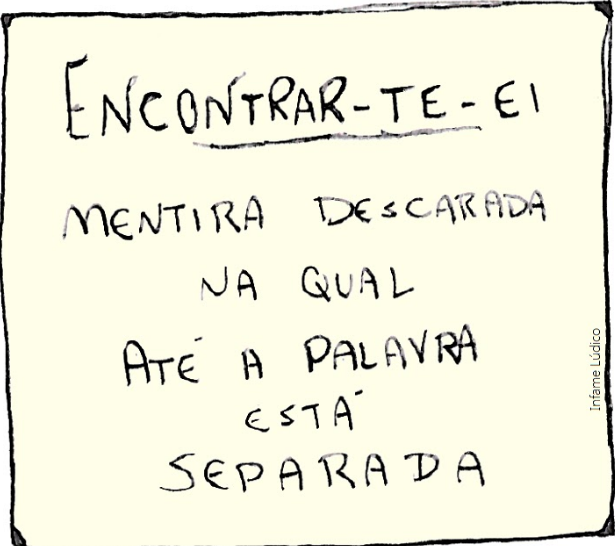 ENCONTRAR-TE-EI
MENTIRA DESCARADA
NA QUAL
ATÉ A PALAVRA
ESTÁ
SEPARADA
Infame Lúdico